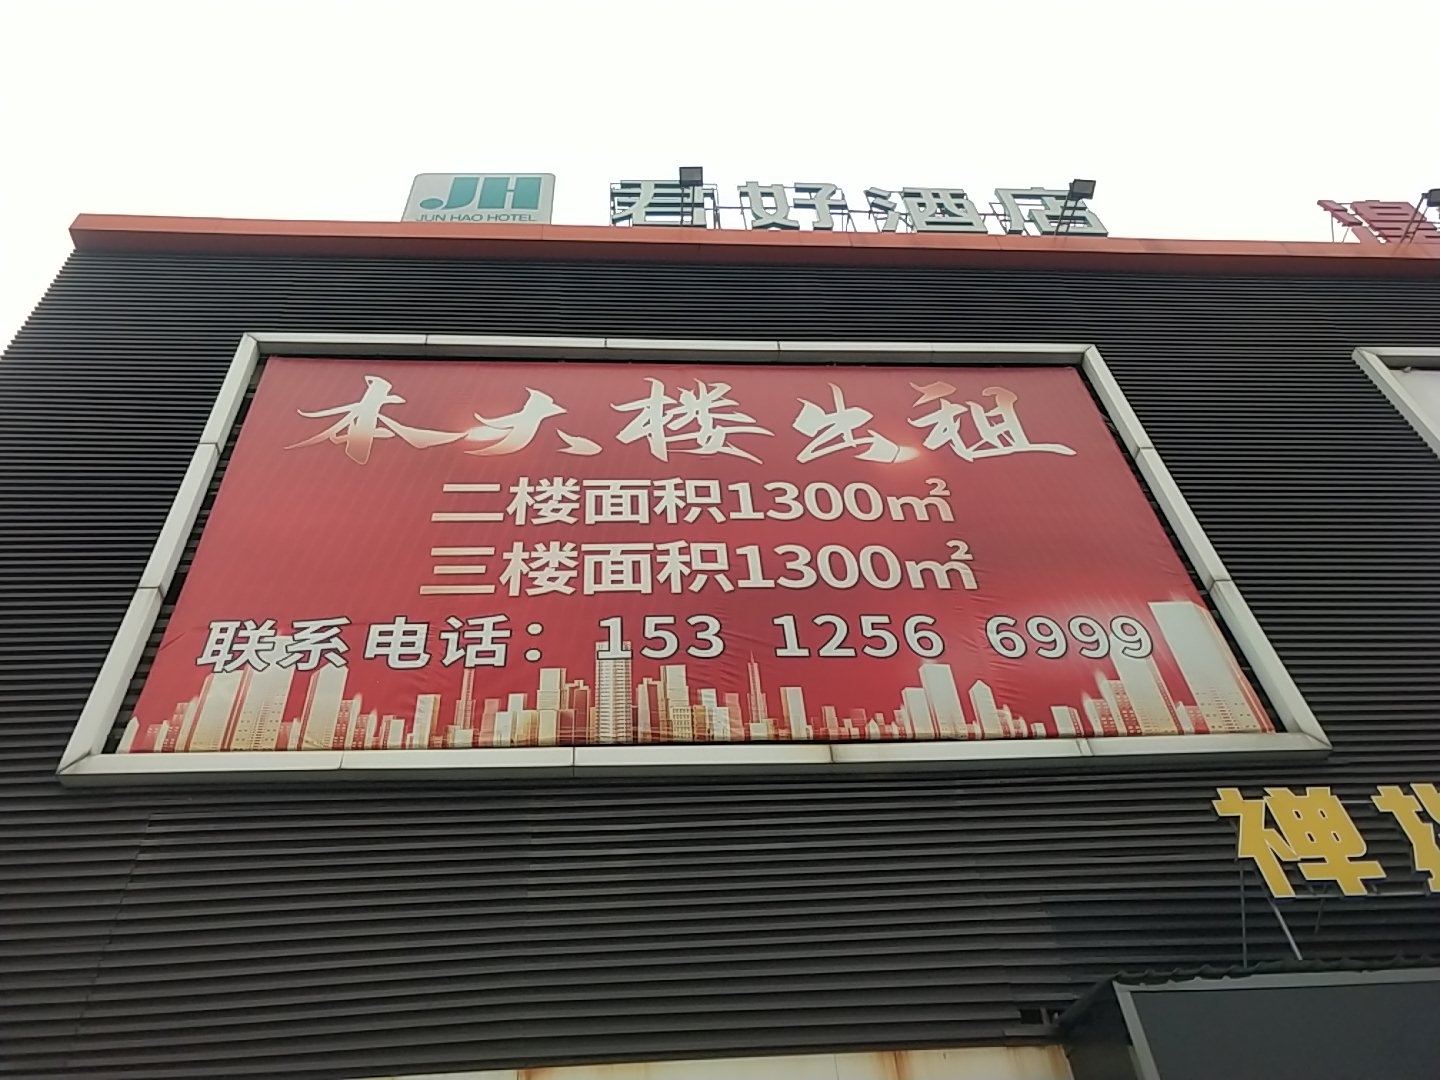 JH
JUN HAO HOTEL
君好酒店
本大楼出租
二楼面积1300㎡
三楼面积1300㎡
联系电话：153 1256 6999
禅